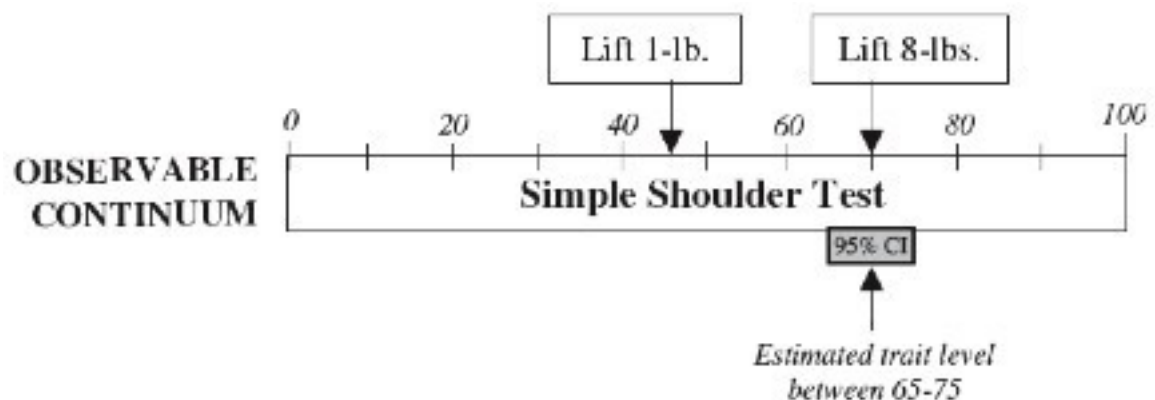 Lift 1-lb. Lift 8-lbs.
0 20 40 60 80 100
OBSERVABLE
CONTINUUM
Simple Shoulder Test
95% CI
Estimated trait level
between 65-75